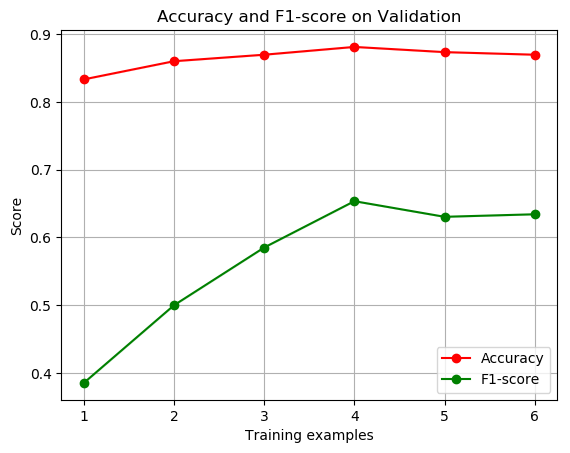 Accuracy and F1-score on Validation
0.9
0.8
0.7
0.6
0.5
0.4
Score
Accuracy
F1-score
1 2 3 4 5 6
Training examples